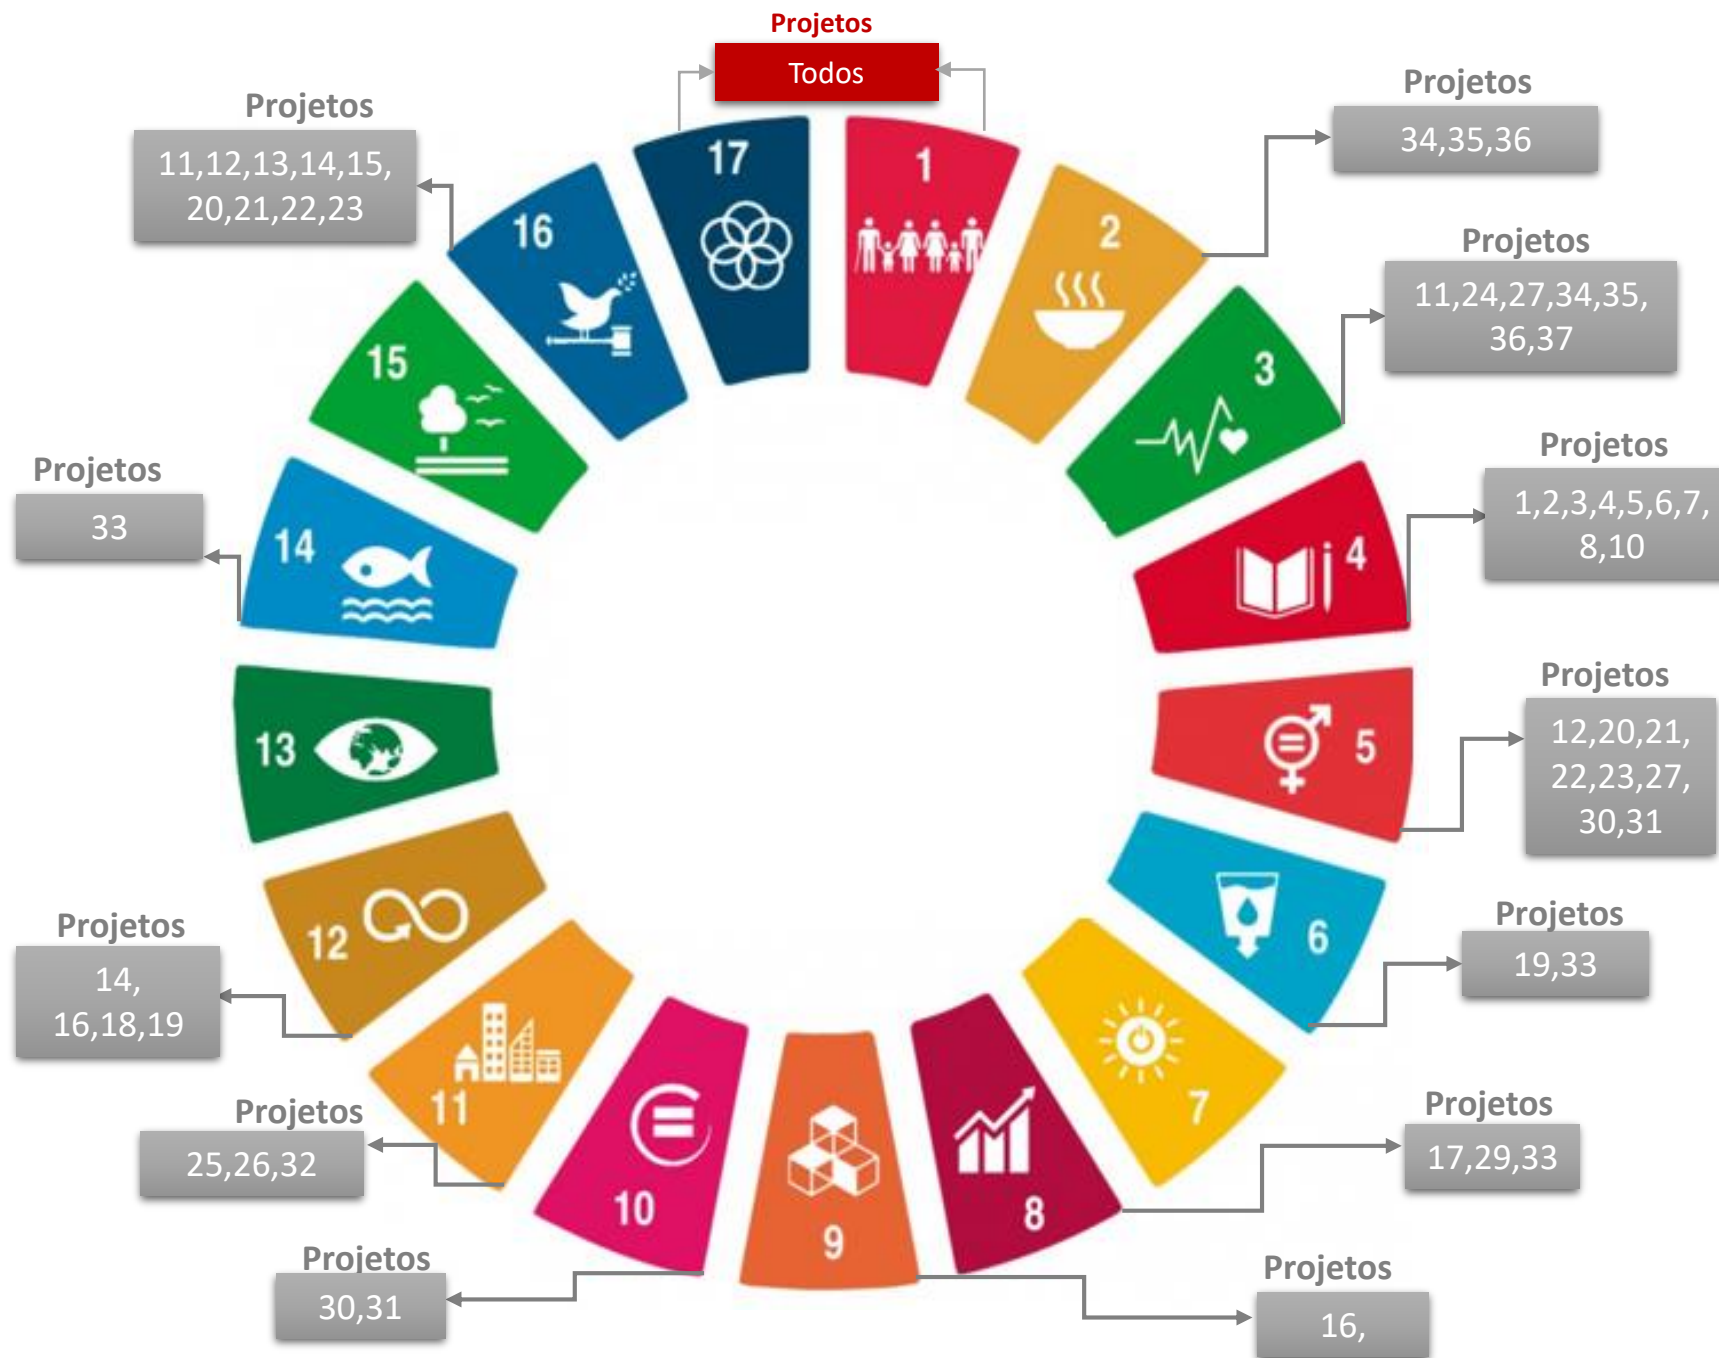 Projetos
Todos
Projetos
11,12,13,14,15,
20,21,22,23
Projetos
34,35,36
Projetos
11,24,27,34,35,
36,37
Projetos
1,2,3,4,5,6,7,
8,10
Projetos
12,20,21,
22,23,27,
30,31
Projetos
19,33
Projetos
17,29,33
Projetos
16,
Projetos
30,31
Projetos
25,26,32
Projetos
14,
16,18,19
Projetos
33
1
2
3
4
5
6
7
8
9
10
11
12
13
14
15
16
17